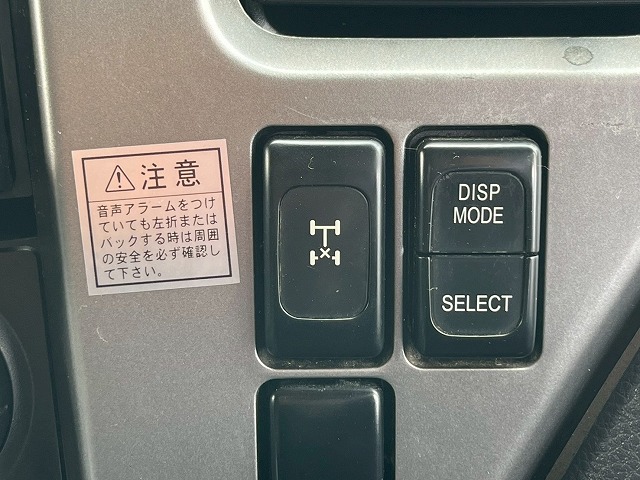 ⚠注意
音声アラームをつけ
ていても左折または
バックする時は周囲
の安全を必ず確認し
て下さい。
DISP
MODE
SELECT